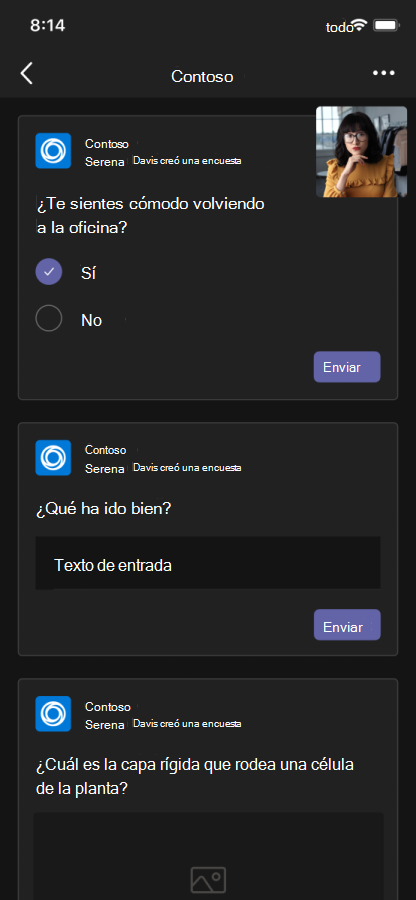 8:14
todo
Contoso
Contoso
Serena Davis creó una encuesta
¿Te sientes cómodo volviendo
a la oficina?
Sí
No
Enviar
Contoso
Serena Davis creó una encuesta
¿Qué ha ido bien?
Texto de entrada
Enviar
Contoso
Serena Davis creó una encuesta
¿Cuál es la capa rígida que rodea una célula
de la planta?